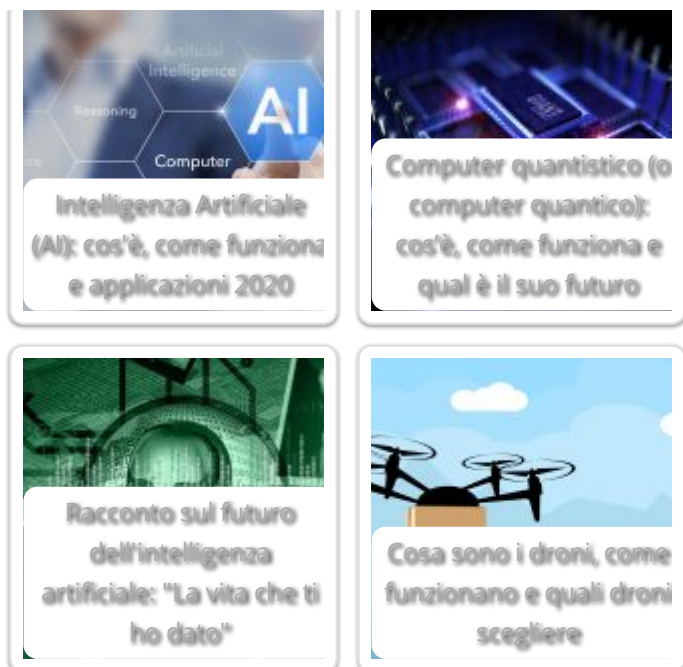 Artificial
Intelligence
Reasoning
AI
Computer
Intelligenza Artificiale
(AI): cos'è, come funziona
e applicazioni 2020
QUANT
Computer quantistico (o
computer quantico):
cos'è, come funziona e
qual è il suo futuro
Racconto sul futuro
dell'intelligenza
artificiale: "La vita che ti
ho dato"
Cosa sono i droni, come
funzionano e quali droni
scegliere